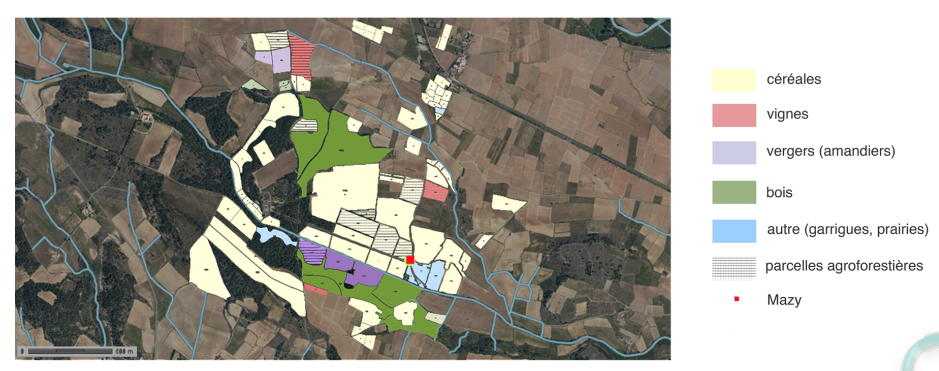 céréales
vignes
vergers (amandiers)
bois
autre (garrigues, prairies)
parcelles agroforestières
Mazy